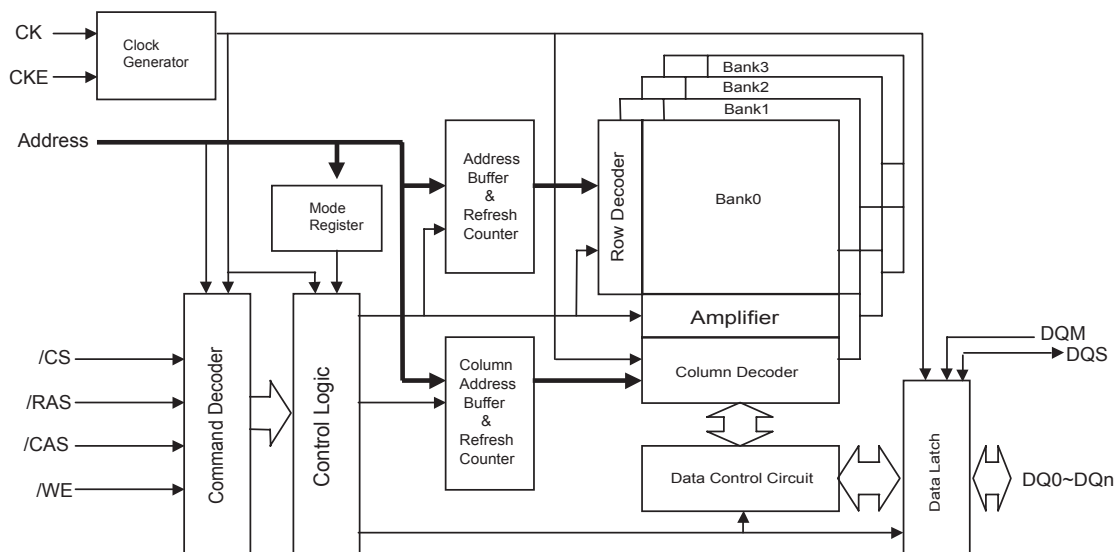 CK
CKE
Clock
Generator
Address
Mode
Register
Address
Buffer
&
Refresh
Counter
Row Decoder
Bank3
Bank2
Bank1
Bank0
Amplifier
Column Decoder
/CS
/RAS
/CAS
/WE
Command Decoder
Control Logic
Column
Address
Buffer
&
Refresh
Counter
Data Control Circuit
Data Latch
DQM
DQS
DQ0~DQn